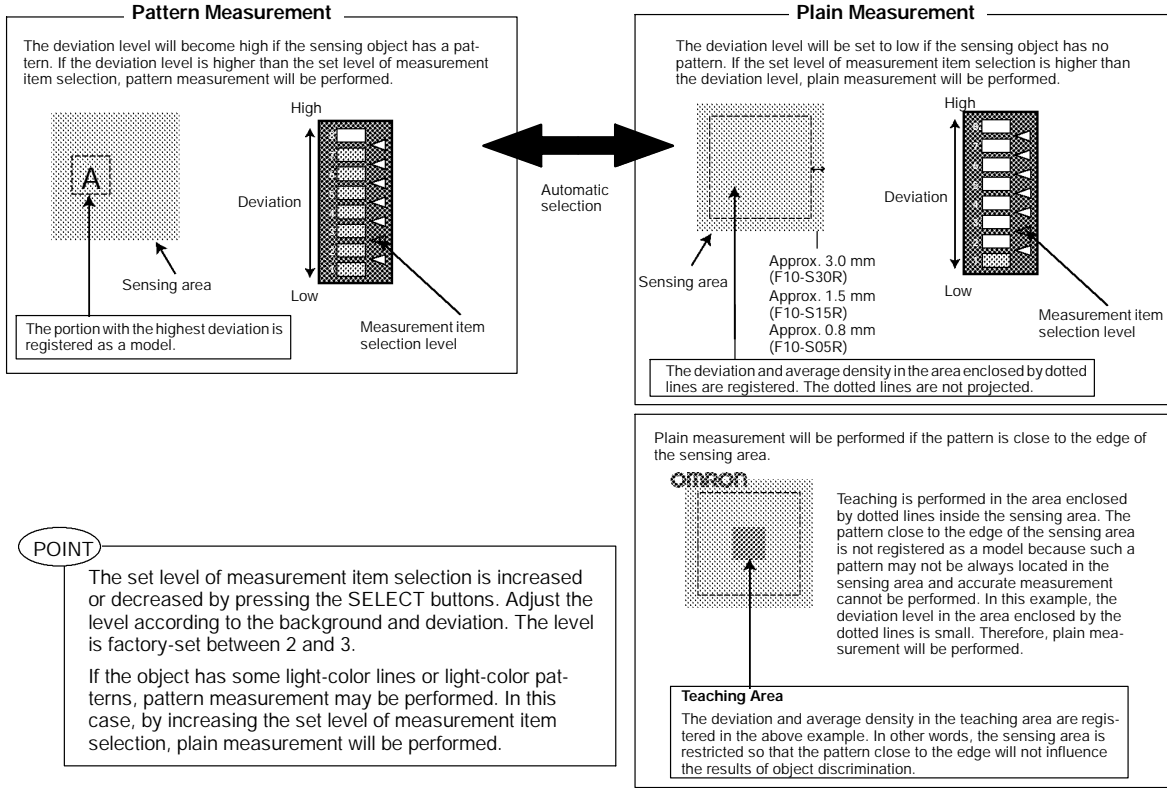 Pattern Measurement
The deviation level will become high if the sensing object has a pat-
tern. If the deviation level is higher than the set level of measurement
item selection, pattern measurement will be performed.
High
A
Deviation
Sensing area
Low
The portion with the highest deviation is
registered as a model.
Measurement item
selection level
Automatic
selection
Plain Measurement
The deviation level will be set to low if the sensing object has no
pattern. If the set level of measurement item selection is higher than
the deviation level, plain measurement will be performed.
High
Deviation
Sensing area
Approx. 3.0 mm
(F10-S30R)
Approx. 1.5 mm
(F10-S15R)
Approx. 0.8 mm
(F10-S05R)
Low
Measurement item
selection level
The deviation and average density in the area enclosed by dotted
lines are registered. The dotted lines are not projected.
Plain measurement will be performed if the pattern is close to the edge of
the sensing area.
OMRON
Teaching is performed in the area enclosed
by dotted lines inside the sensing area. The
pattern close to the edge of the sensing area
is not registered as a model because such a
pattern may not be always located in the
sensing area and accurate measurement
cannot be performed. In this example, the
deviation level in the area enclosed by the
dotted lines is small. Therefore, plain mea-
surement will be performed.
Teaching Area
The deviation and average density in the teaching area are regis-
tered in the above example. In other words, the sensing area is
restricted so that the pattern close to the edge will not influence
the results of object discrimination.
POINT
The set level of measurement item selection is increased
or decreased by pressing the SELECT buttons. Adjust the
level according to the background and deviation. The level
is factory-set between 2 and 3.
If the object has some light-color lines or light-color pat-
terns, pattern measurement may be performed. In this
case, by increasing the set level of measurement item
selection, plain measurement will be performed.